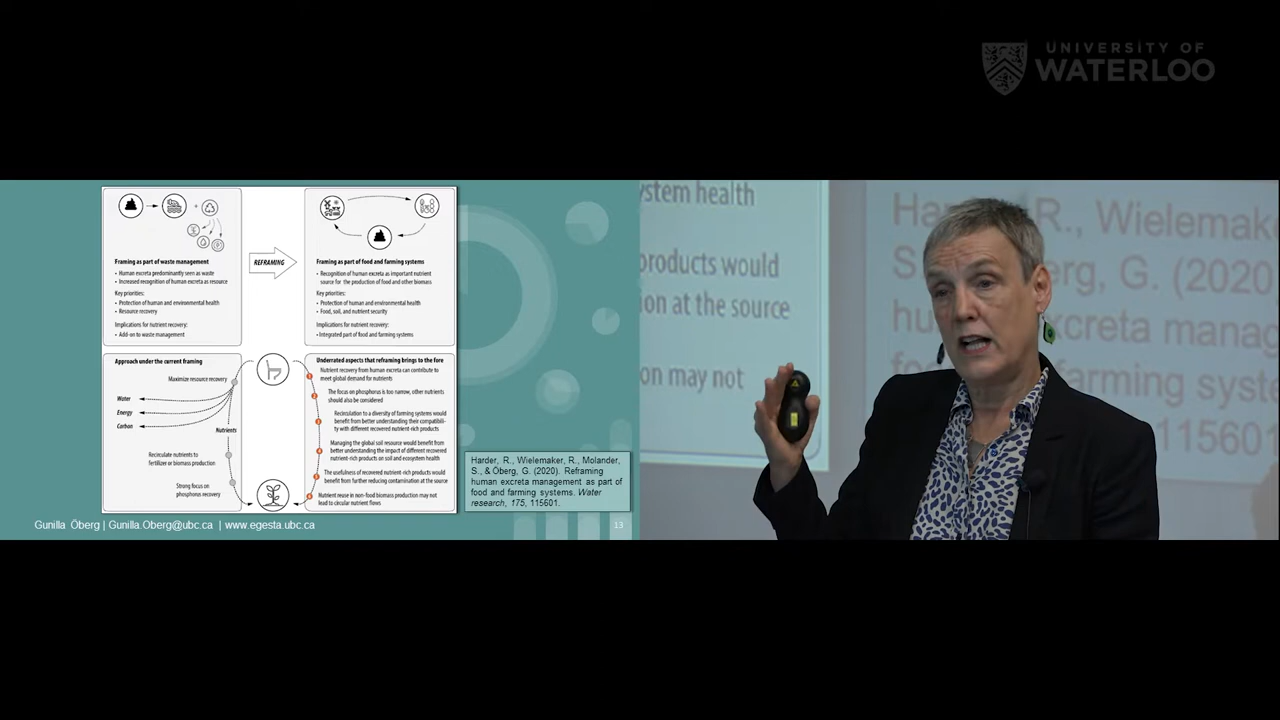 UNIVERSITY OF
WATERLOO
Framing as part of waste management
• Human excreta predominantly seen as waste
• Increased recognition of human excreta as resource
Key priorities:
• Protection of human and environmental health
• Resource recovery
Implications for nutrient recovery:
• Add-on to waste management
REFRAMING
Framing as part of food and farming systems
• Recognition of human excreta as important nutrient
source for the production of food and other biomass
Key priorities:
• Protection of human and environmental health
• Food, soil, and nutrient security
Implications for nutrient recovery:
• Integrated part of food and farming systems
Approach under the current framing
Maximize resource recovery
Water
Energy
Carbon
Nutrients
Recirculate nutrients to
fertilizer or biomass production
Strong focus on
phosphorus recovery
Underrated aspects that reframing brings to the fore
Nutrient recovery from human excreta can contribute to
meet global demand for nutrients
The focus on phosphorus is too narrow, other nutrients
should also be considered
Recirculation to a diversity of farming systems would
benefit from better understanding their compatibili-
ty with different recovered nutrient-rich products
Managing the global soil resource would benefit from
better understanding the impact of different recovered
nutrient-rich products on soil and ecosystem health
The usefulness of recovered nutrient-rich products would
benefit from further reducing contamination at the source
Nutrient reuse in non-food biomass production may not
lead to circular nutrient flows
Harder, R., Wielemaker, R., Molander,
S., & Öberg, G. (2020). Reframing
human excreta management as part of
food and farming systems. Water
research, 175, 115601.
Gunilla Öberg | Gunilla.Oberg@ubc.ca | www.egesta.ubc.ca
13
ystem health
products would
ion at the source
on may not
Ha R., Wielemaker
S berg, G. (2020
hu excreta manag
fo farming syst
115601